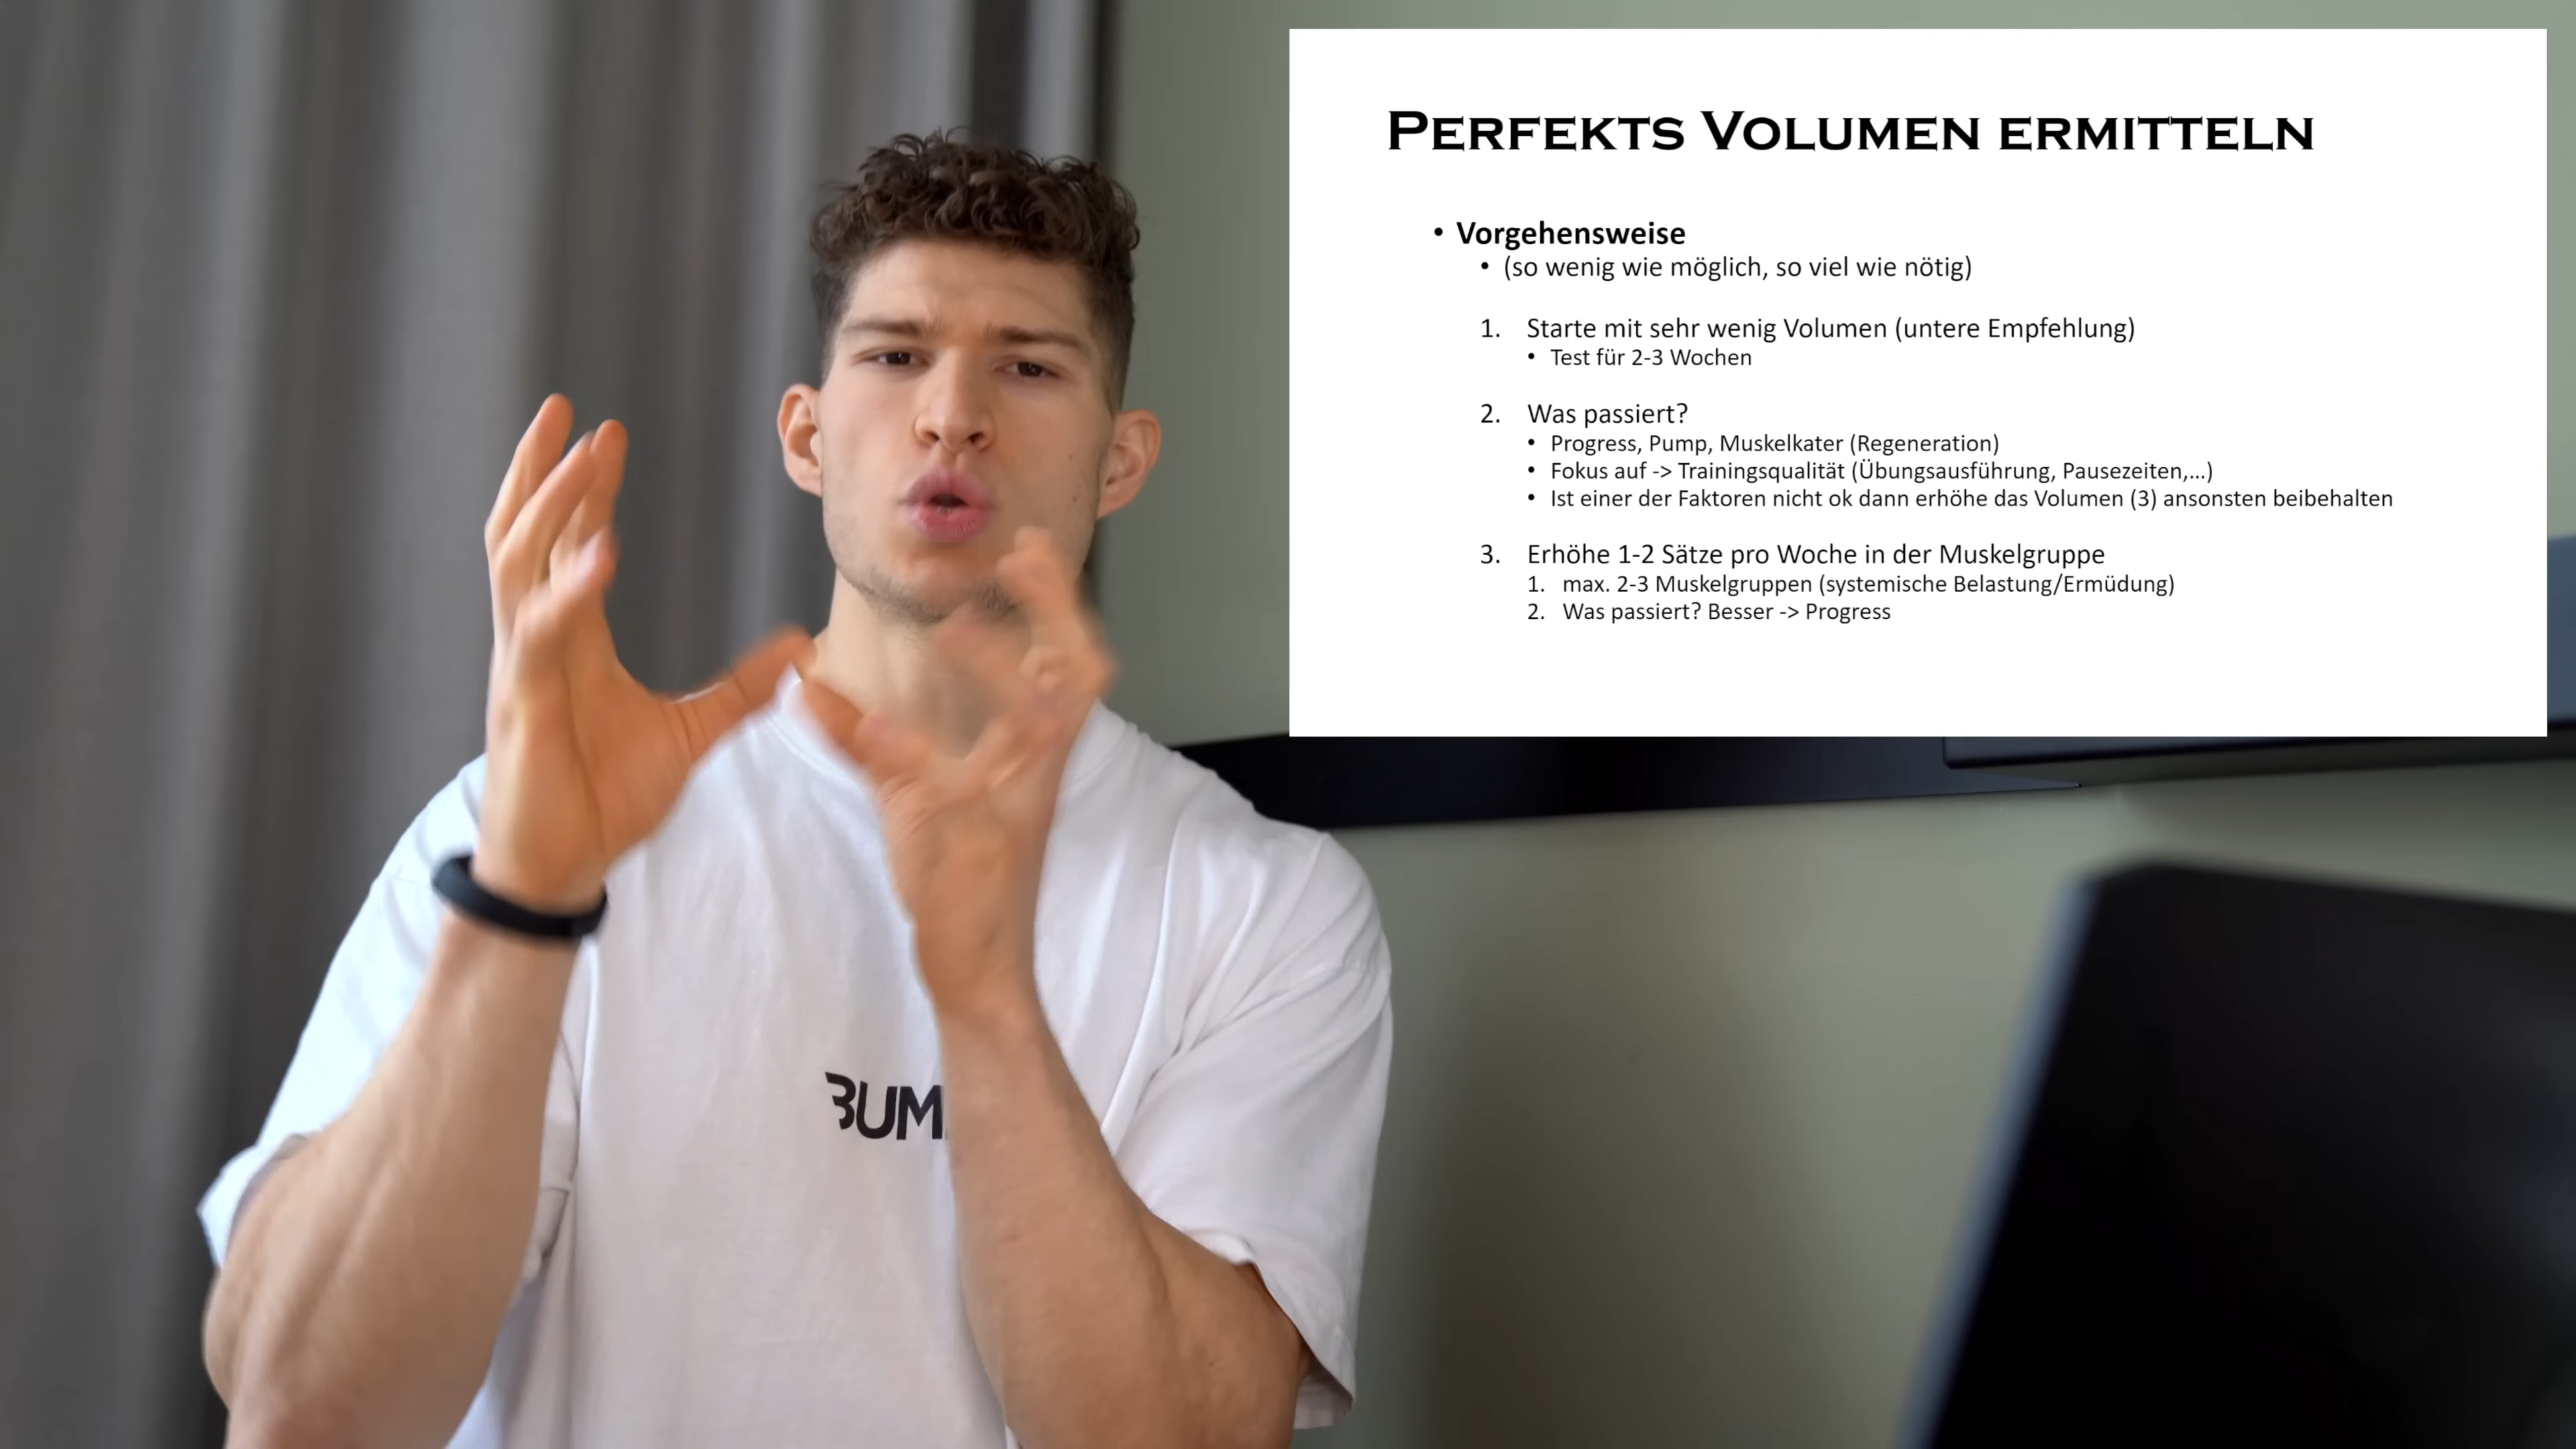 PERFEKTS VOLUMEN ERMITTELN
• Vorgehensweise
• (so wenig wie möglich, so viel wie nötig)
1. Starte mit sehr wenig Volumen (untere Empfehlung)
• Test für 2-3 Wochen
2. Was passiert?
• Progress, Pump, Muskelkater (Regeneration)
• Fokus auf -> Trainingsqualität (Übungsausführung, Pausezeiten,...)
• Ist einer der Faktoren nicht ok dann erhöhe das Volumen (3) ansonsten beibehalten
3. Erhöhe 1-2 Sätze pro Woche in der Muskelgruppe
1. max. 2-3 Muskelgruppen (systemische Belastung/Ermüdung)
2. Was passiert? Besser -> Progress
BUM